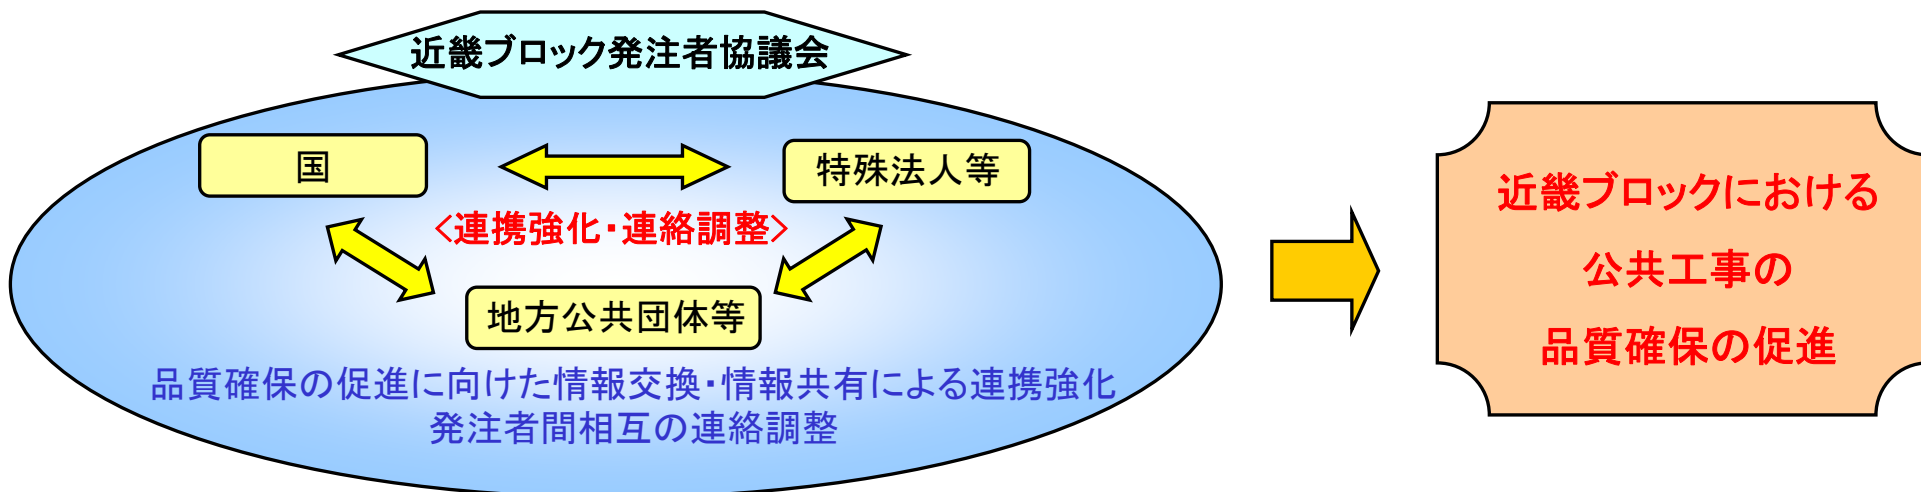 近畿ブロック発注者協議会
国
特殊法人等
<連携強化・連絡調整>
地方公共団体等
品質確保の促進に向けた情報交換・情報共有による連携強化
発注者間相互の連絡調整
近畿ブロックにおける
公共工事の
品質確保の促進